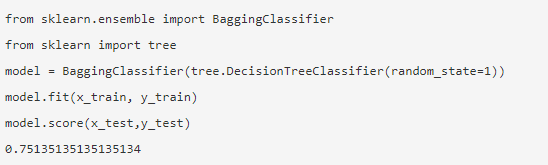 from sklearn.ensemble import BaggingClassifier
from sklearn import tree
model = BaggingClassifier(tree.DecisionTreeClassifier(random_state=1))
model.fit(x_train, y_train)
model.score(x_test,y_test)
0.75135135135135134